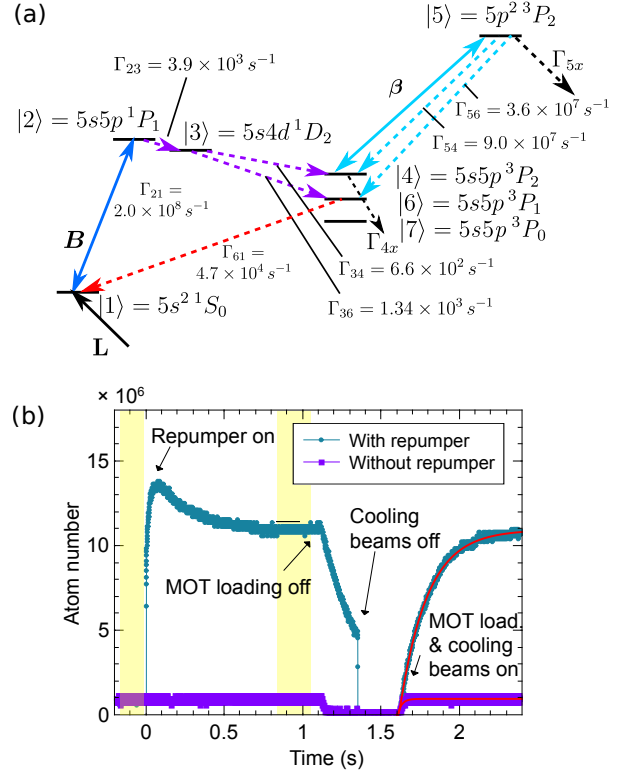 (a)
|5⟩ = 5p² ³P₂
Γ₂₃ = 3.9 × 10³ s⁻¹
Γ₅ₓ
β
|2⟩ = 5s5p ¹P₁
|3⟩ = 5s4d ¹D₂
Γ₅₆ = 3.6 × 10⁷ s⁻¹
Γ₅₄ = 9.0 × 10⁷ s⁻¹
|4⟩ = 5s5p ³P₂
Γ₂₁ =
2.0 × 10⁸ s⁻¹
|6⟩ = 5s5p ³P₁
|7⟩ = 5s5p ³P₀
B
Γ₄ₓ
Γ₆₁ =
4.7 × 10⁴ s⁻¹
Γ₃₄ = 6.6 × 10² s⁻¹
|1⟩ = 5s² ¹S₀
Γ₃₆ = 1.34 × 10³ s⁻¹
L
(b)
× 10⁶
18
Repumper on
With repumper
Without repumper
14
Cooling
beams off
10
MOT loading off
5
MOT load.
& cooling
beams on
0
Atom number
0 0.5 1 1.5 2
Time (s)